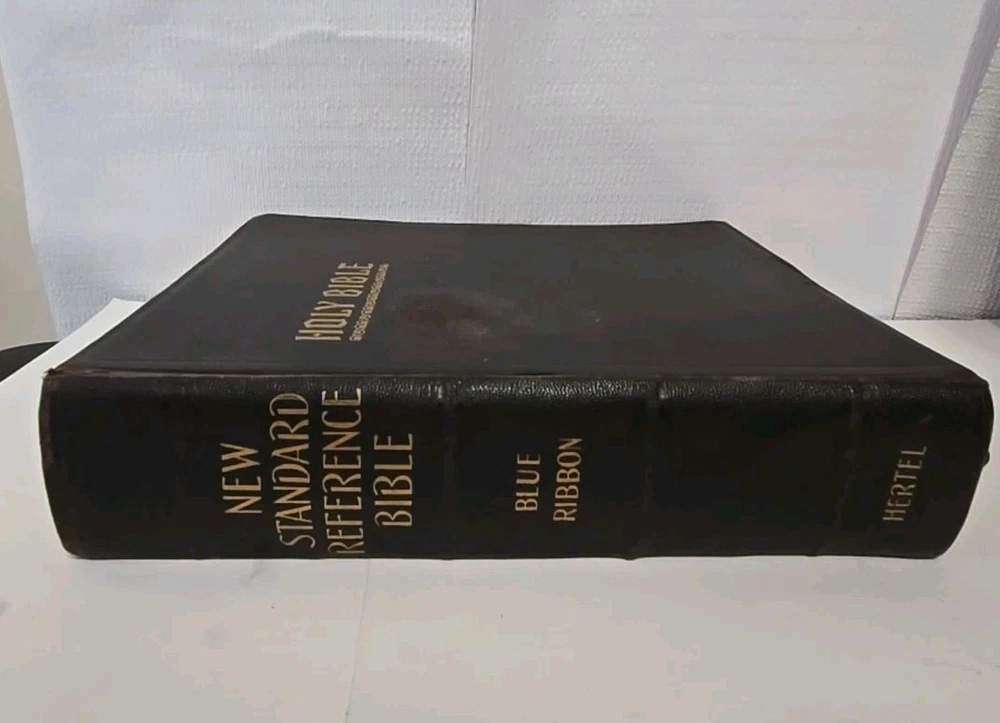 HOLY BIBLE
NEW
STANDARD
REFERENCE
BIBLE
BLUE
RIBBON
HERTEL